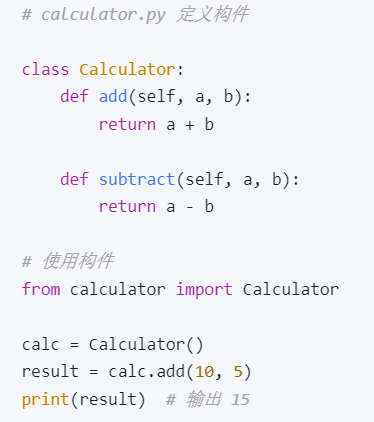 # calculator.py 定义构件
class Calculator:
    def add(self, a, b):
        return a + b
    def subtract(self, a, b):
        return a - b
# 使用构件
from calculator import Calculator
calc = Calculator()
result = calc.add(10, 5)
print(result)  # 输出 15